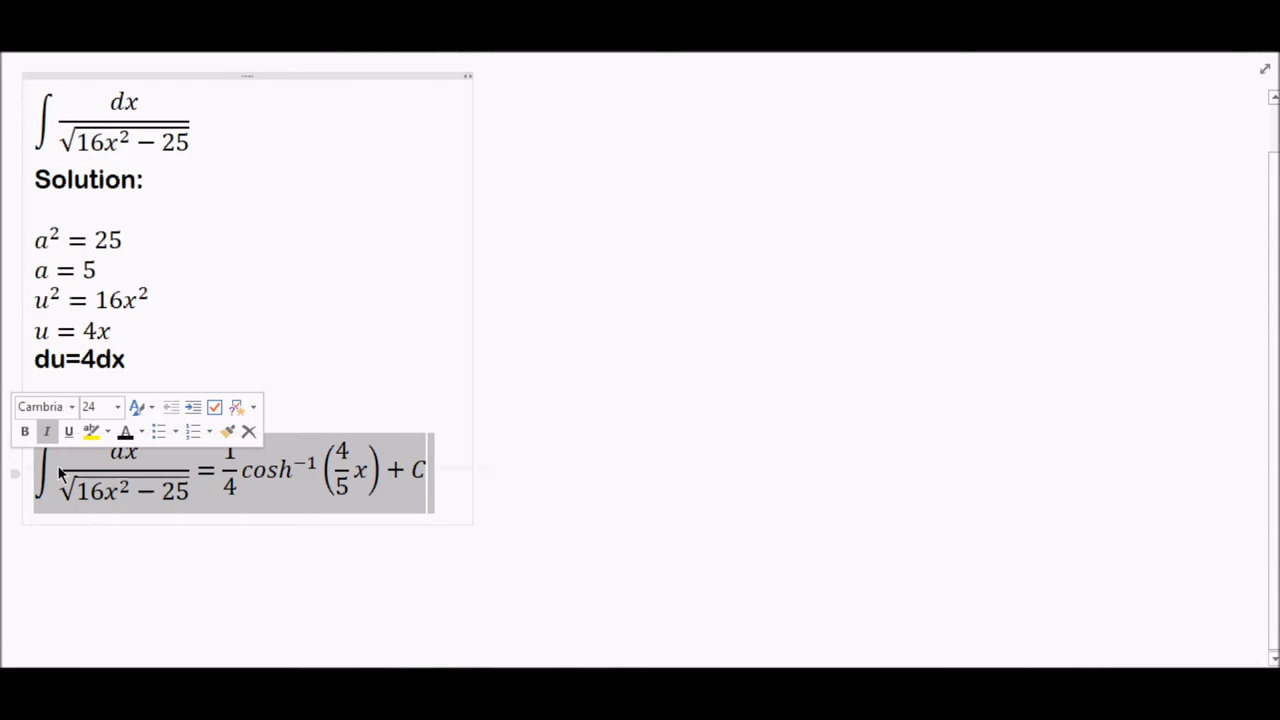 ∫ dx / √(16x² − 25)
Solution:
a² = 25
a = 5
u² = 16x²
u = 4x
du=4dx
Cambria 24
B I U
∫ dx / √(16x² − 25) = 1/4 cosh⁻¹ (4/5 x) + C